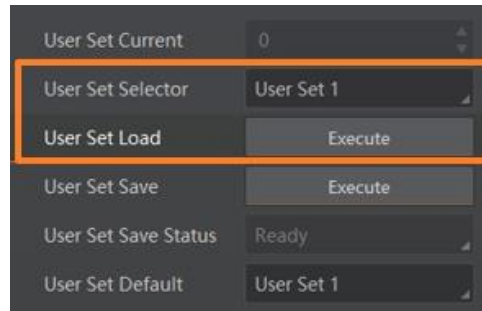 User Set Current 0
User Set Selector User Set 1
User Set Load Execute
User Set Save Execute
User Set Save Status Ready
User Set Default User Set 1